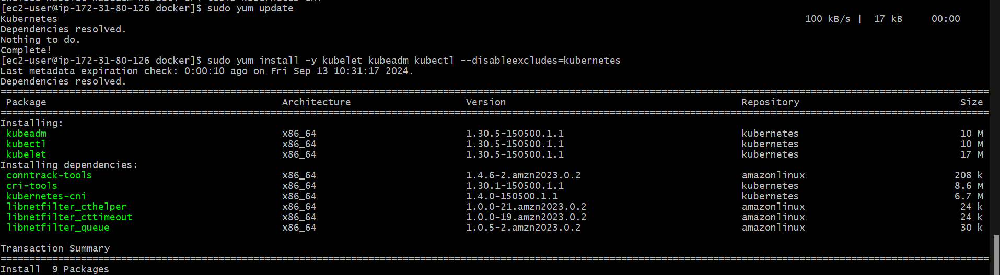 exclude=kubelet kubeadm kubectl cri-tools kubernetes-cni
[ec2-user@ip-172-31-80-126 docker]$ sudo yum update
Kubernetes 100 kB/s | 17 kB 00:00
Dependencies resolved.
Nothing to do.
Complete!
[ec2-user@ip-172-31-80-126 docker]$ sudo yum install -y kubelet kubeadm kubectl --disableexcludes=kubernetes
Last metadata expiration check: 0:00:10 ago on Fri Sep 13 10:31:17 2024.
Dependencies resolved.
Package Architecture Version Repository Size
Installing:
kubeadm x86_64 1.30.5-150500.1.1 kubernetes 10 M
kubectl x86_64 1.30.5-150500.1.1 kubernetes 10 M
kubelet x86_64 1.30.5-150500.1.1 kubernetes 17 M
Installing dependencies:
conntrack-tools x86_64 1.4.6-2.amzn2023.0.2 amazonlinux 208 k
cri-tools x86_64 1.30.1-150500.1.1 kubernetes 8.6 M
kubernetes-cni x86_64 1.4.0-150500.1.1 kubernetes 6.7 M
libnetfilter_cthelper x86_64 1.0.0-21.amzn2023.0.2 amazonlinux 24 k
libnetfilter_cttimeout x86_64 1.0.0-19.amzn2023.0.2 amazonlinux 24 k
libnetfilter_queue x86_64 1.0.5-2.amzn2023.0.2 amazonlinux 30 k
Transaction Summary
Install 9 Packages